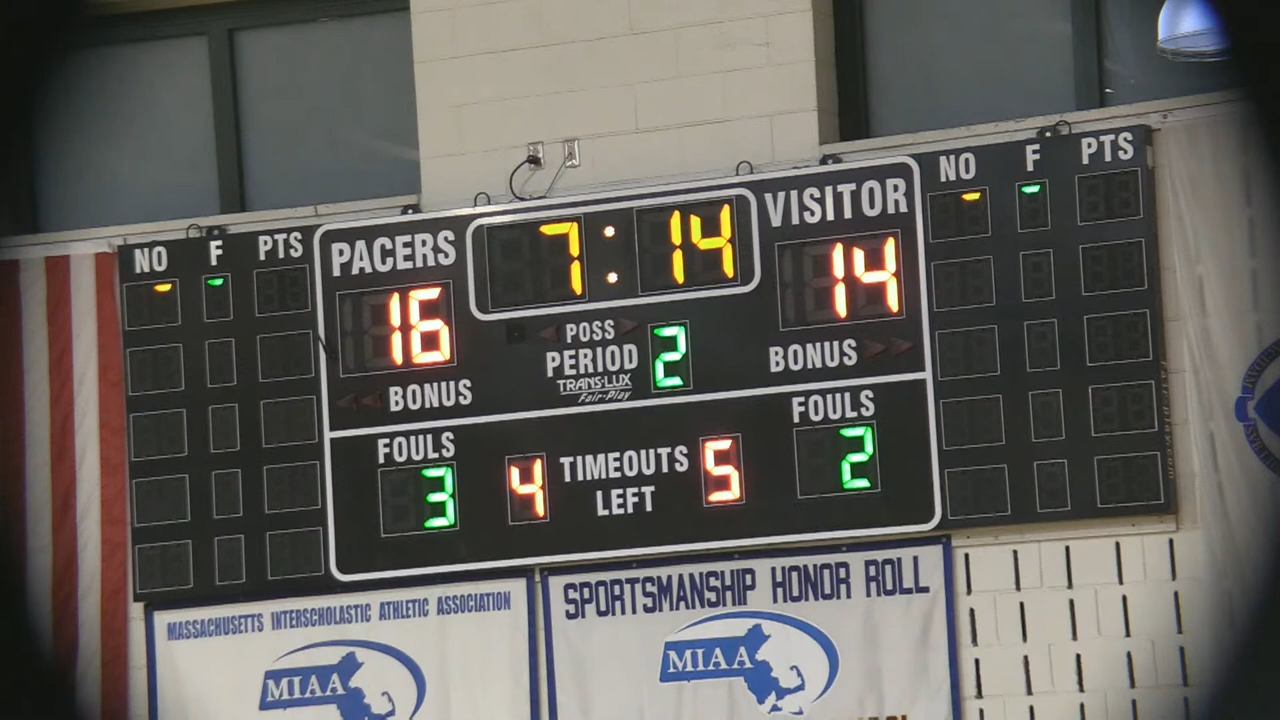 NO F PTS
PACERS
7:14
VISITOR
NO F PTS
16
POSS
PERIOD 2
TRANS-LUX
Fair-Play
14
BONUS
BONUS
FOULS
3
4
TIMEOUTS
LEFT
5
FOULS
2
MASSACHUSETTS INTERSCHOLASTIC ATHLETIC ASSOCIATION
MIAA
SPORTSMANSHIP HONOR ROLL
MIAA